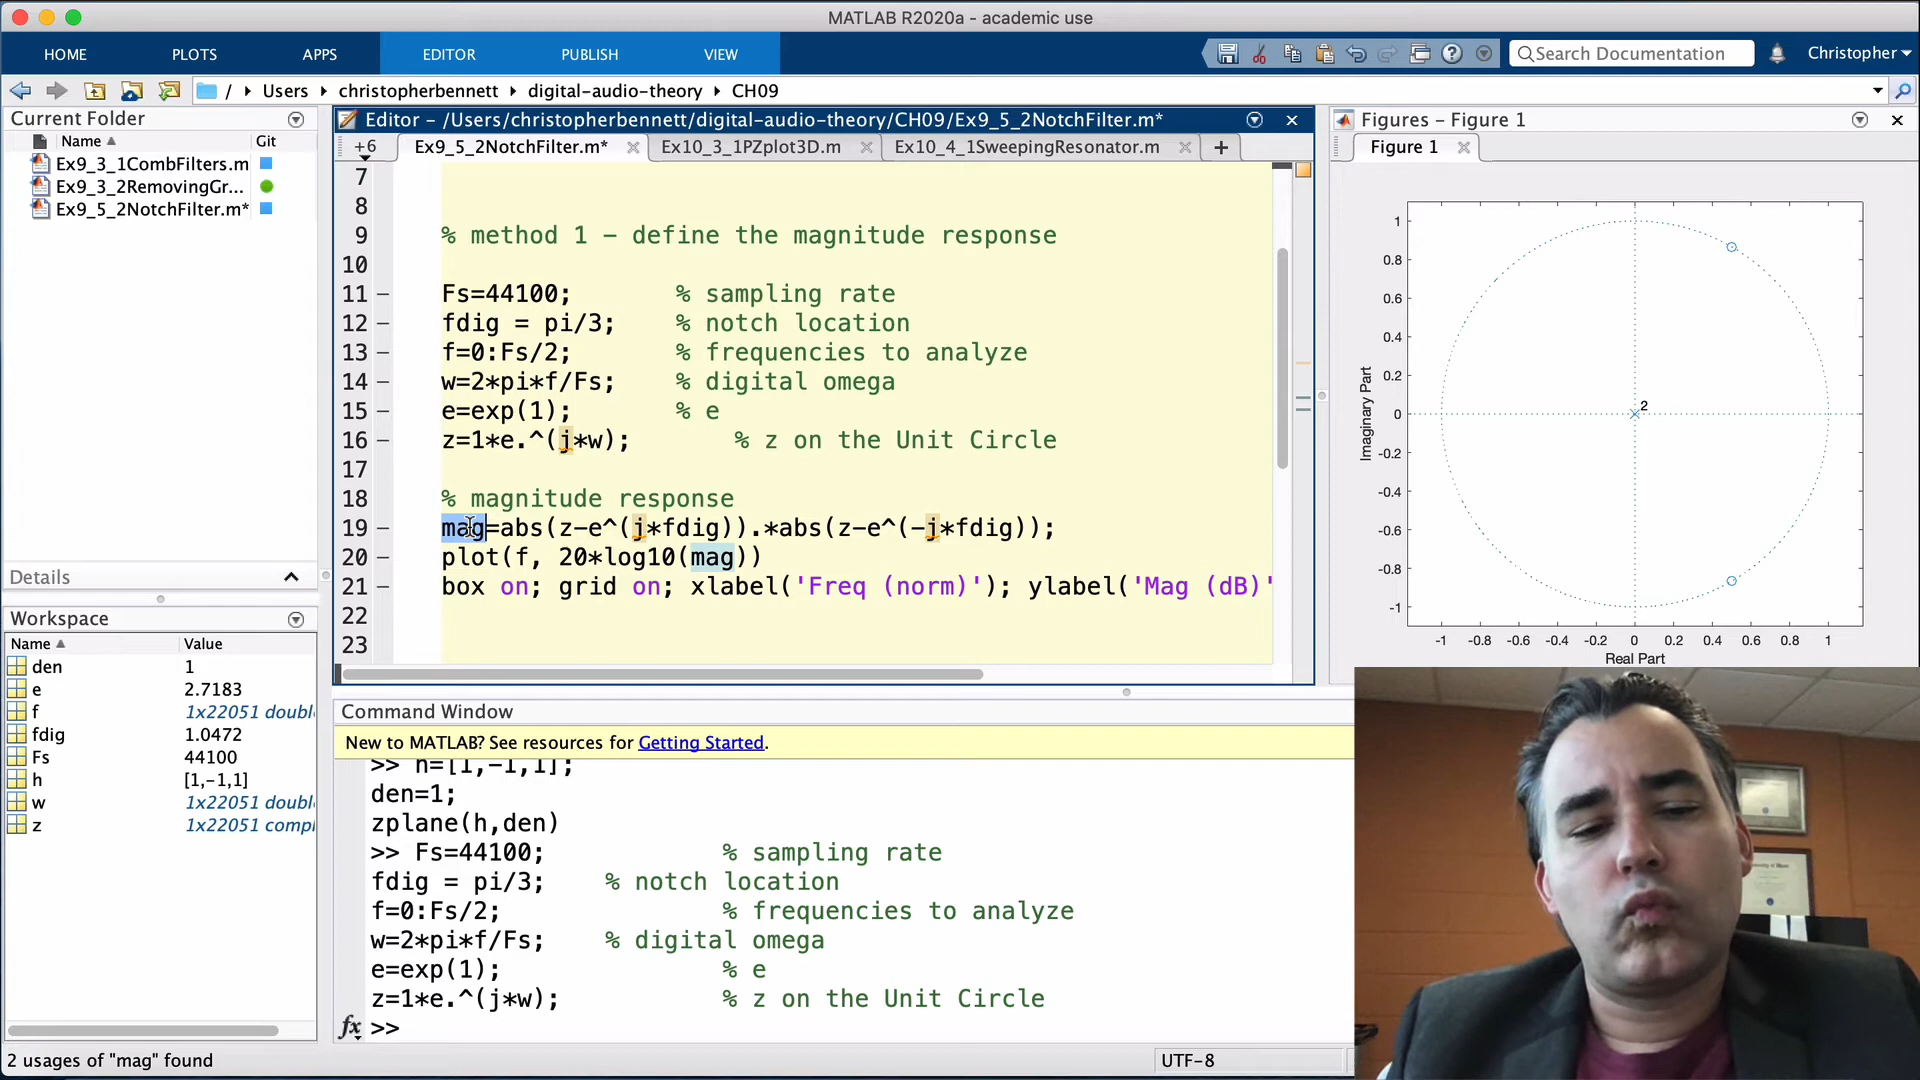 MATLAB R2020a - academic use
HOME PLOTS APPS EDITOR PUBLISH VIEW Search Documentation Christopher
/ Users christopherbennett digital-audio-theory CH09
Current Folder
Name Git
Ex9_3_1CombFilters.m
Ex9_3_2RemovingGr...
Ex9_5_2NotchFilter.m*
Details
Workspace
Name Value
den 1
e 2.7183
f 1x22051 doubl
fdig 1.0472
Fs 44100
h [1,-1,1]
w 1x22051 doubl
z 1x22051 compl
2 usages of "mag" found
Editor – /Users/christopherbennett/digital-audio-theory/CH09/Ex9_5_2NotchFilter.m*
+6 Ex9_5_2NotchFilter.m* Ex10_3_1PZplot3D.m Ex10_4_1SweepingResonator.m +
7
8
9 % method 1 – define the magnitude response
10
11 – Fs=44100; % sampling rate
12 – fdig = pi/3; % notch location
13 – f=0:Fs/2; % frequencies to analyze
14 – w=2*pi*f/Fs; % digital omega
15 – e=exp(1); % e
16 – z=1*e.^(j*w); % z on the Unit Circle
17
18 % magnitude response
19 – mag=abs(z-e^(j*fdig)).*abs(z-e^(-j*fdig));
20 – plot(f, 20*log10(mag))
21 – box on; grid on; xlabel('Freq (norm)'); ylabel('Mag (dB)'
22
23
Command Window
New to MATLAB? See resources for Getting Started.
>> h=[1,-1,1];
den=1;
zplane(h,den)
>> Fs=44100; % sampling rate
fdig = pi/3; % notch location
f=0:Fs/2; % frequencies to analyze
w=2*pi*f/Fs; % digital omega
e=exp(1); % e
z=1*e.^(j*w); % z on the Unit Circle
fx >>
UTF-8
Figures – Figure 1
Figure 1
1
0.8
0.6
0.4
0.2
0
-0.2
-0.4
-0.6
-0.8
-1
Imaginary Part
2
-1 -0.8 -0.6 -0.4 -0.2 0 0.2 0.4 0.6 0.8 1
Real Part